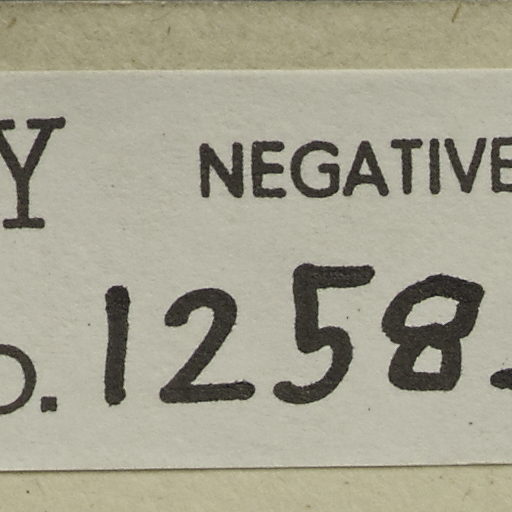 Y NEGATIVE
o. 1258-